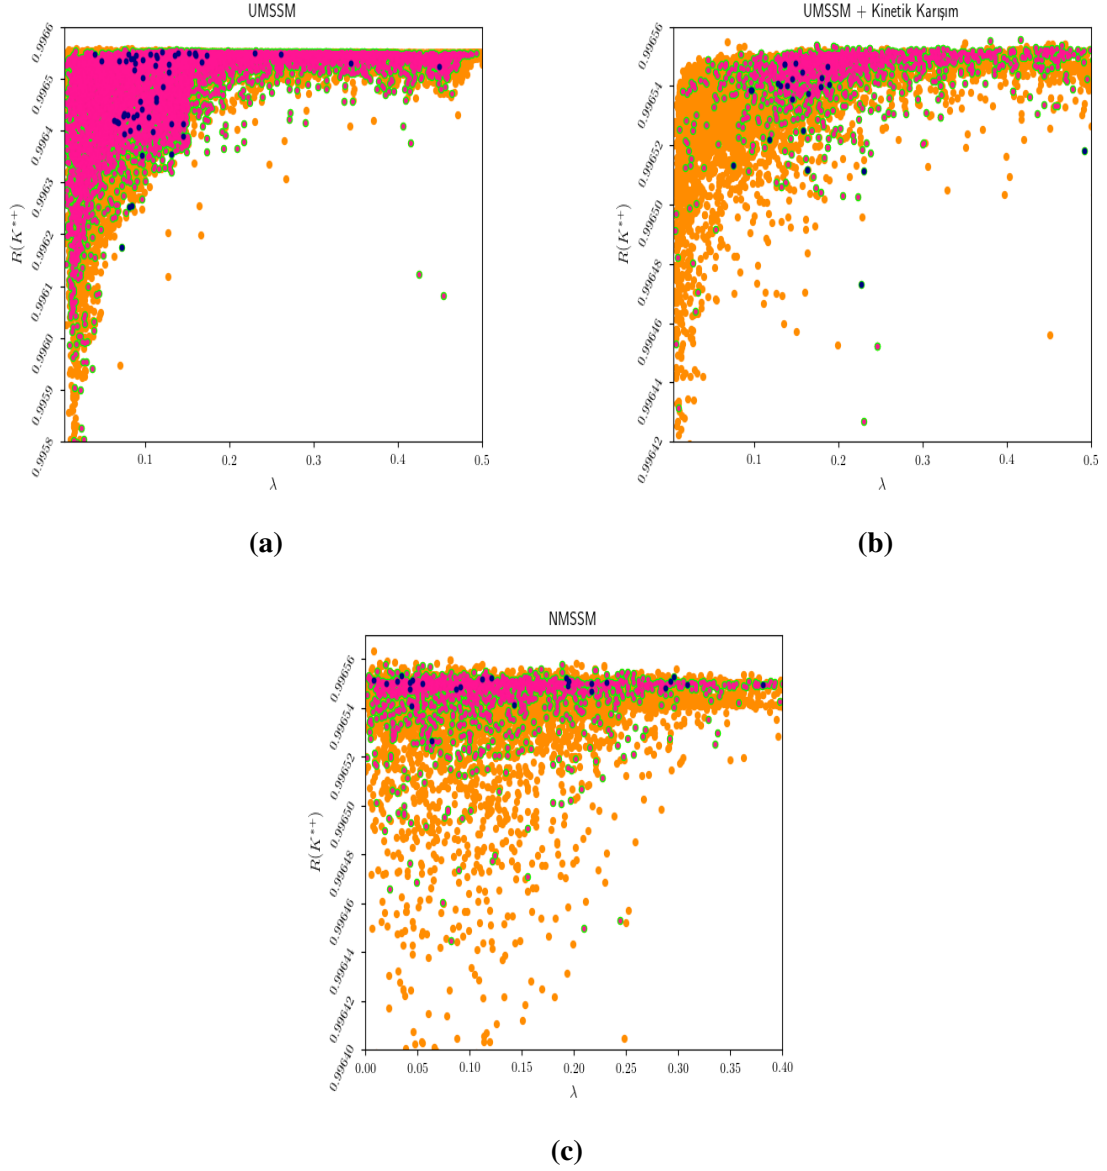 UMSSM
R(K*+)
0.9966
0.9965
0.9964
0.9963
0.9962
0.9961
0.9960
0.9959
0.9958
0.1 0.2 0.3 0.4 0.5
λ
(a)
UMSSM + Kinetik Karışım
R(K*+)
0.99656
0.99654
0.99652
0.99650
0.99648
0.99646
0.99644
0.99642
0.1 0.2 0.3 0.4 0.5
λ
(b)
NMSSM
R(K*+)
0.99656
0.99654
0.99652
0.99650
0.99648
0.99646
0.99644
0.99642
0.99640
0.00 0.05 0.10 0.15 0.20 0.25 0.30 0.35 0.40
λ
(c)